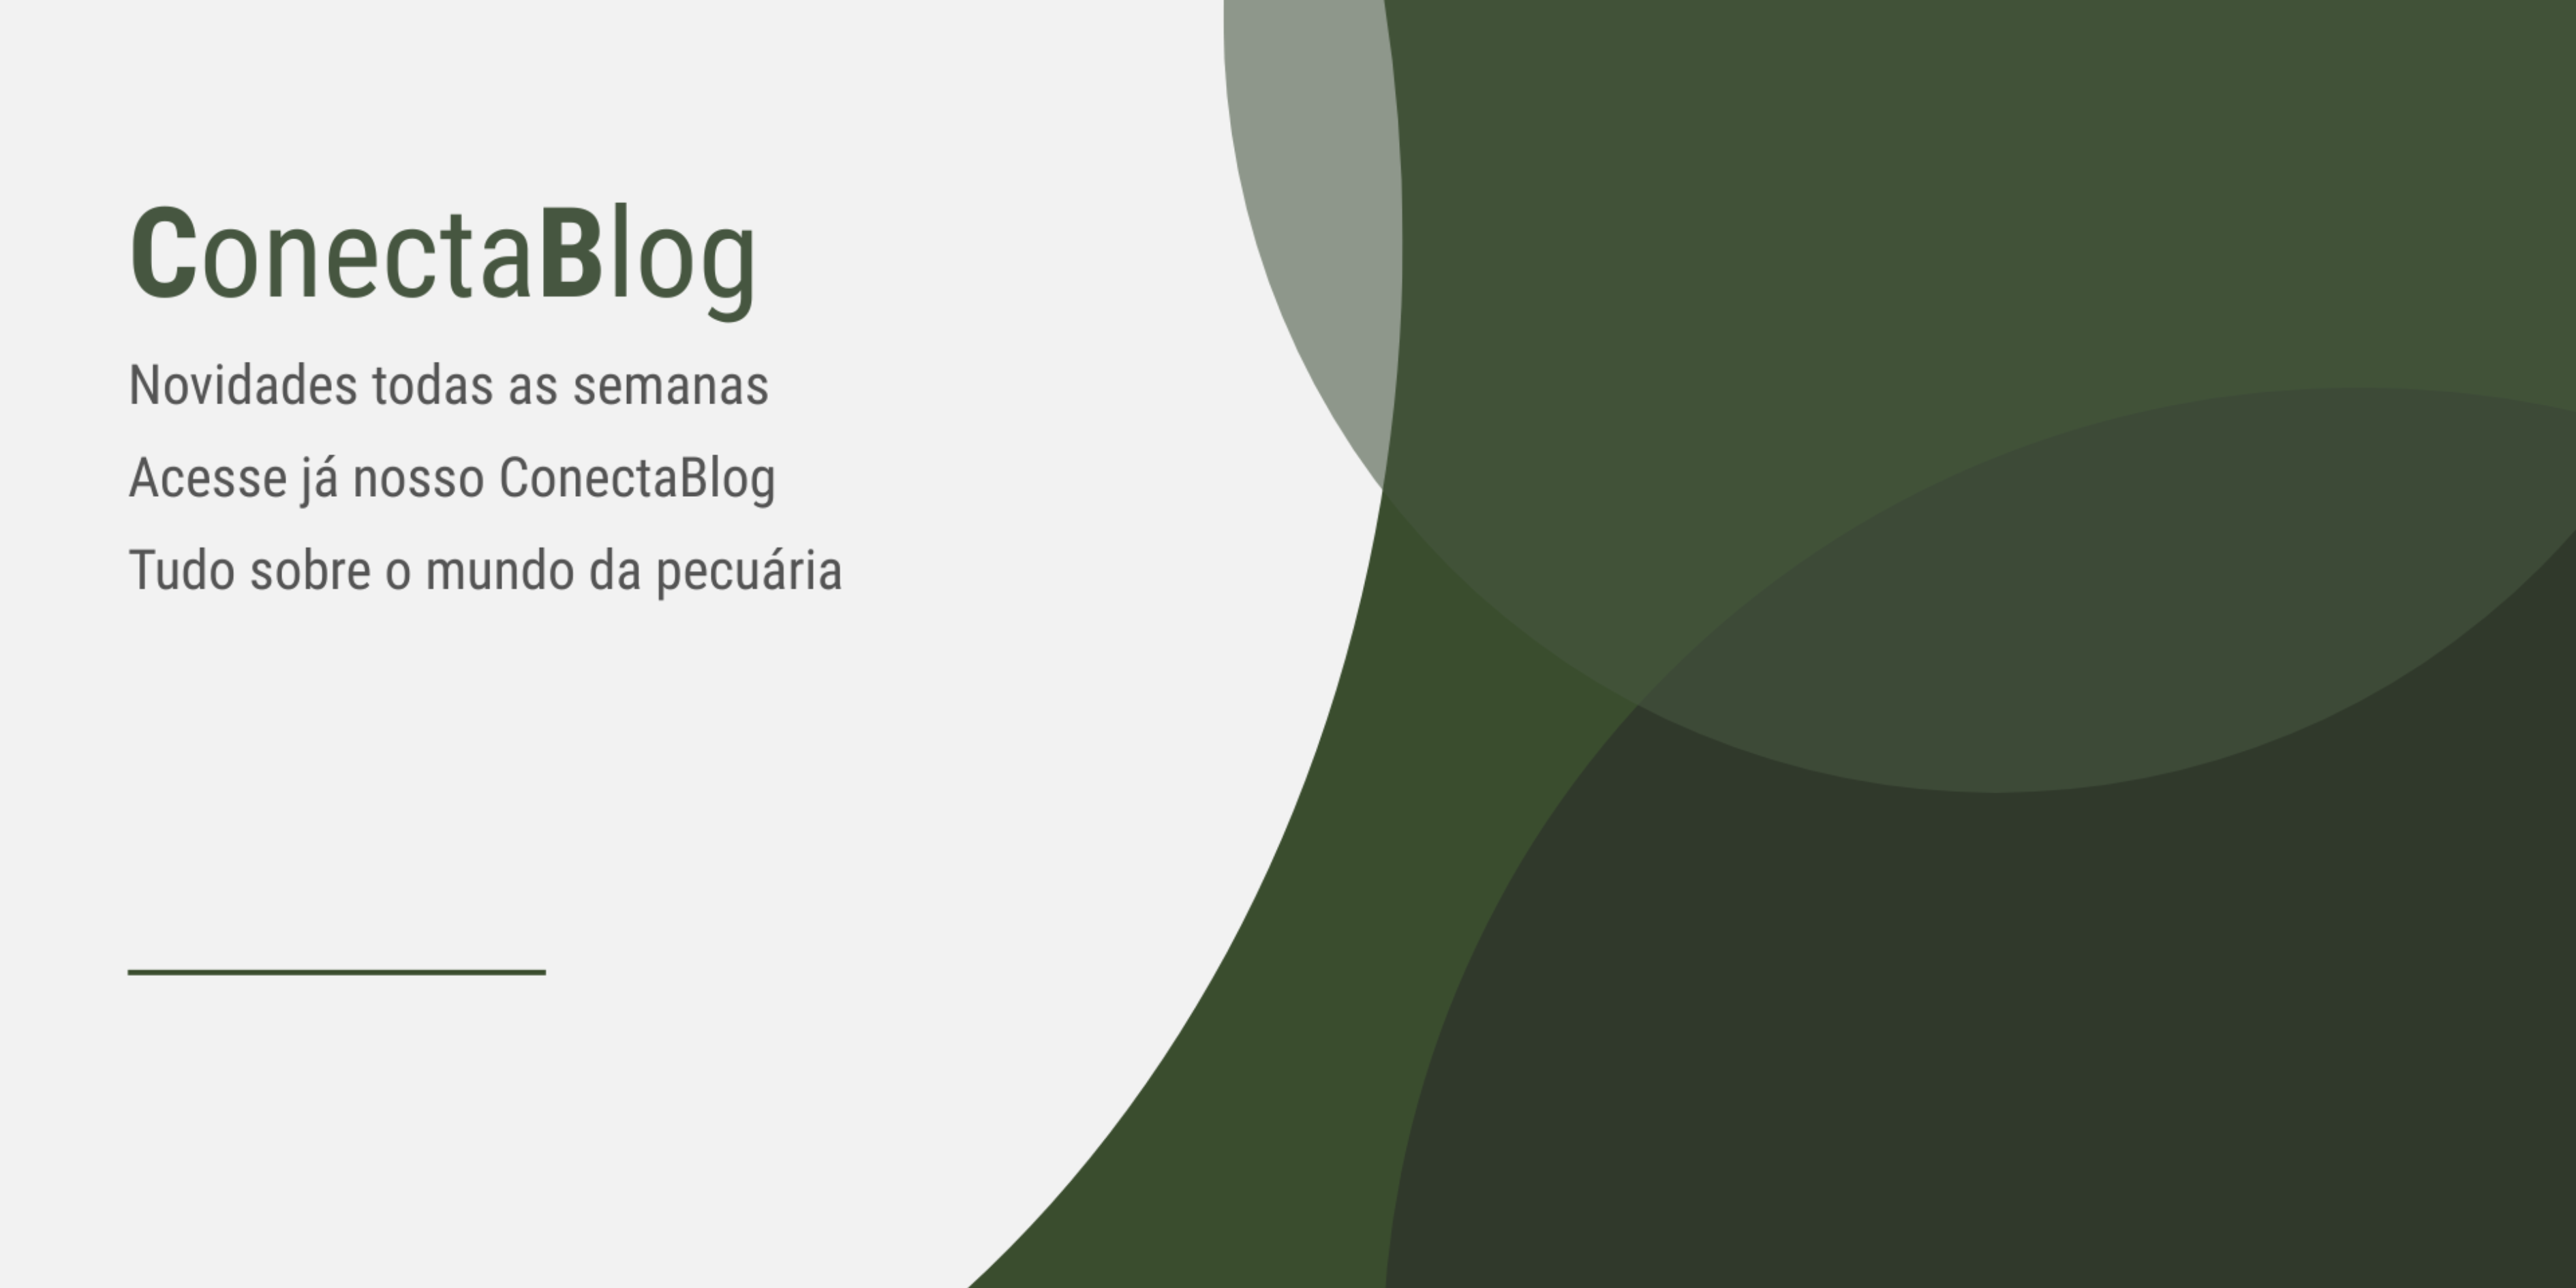 ConectaBlog
Novidades todas as semanas
Acesse já nosso ConectaBlog
Tudo sobre o mundo da pecuária